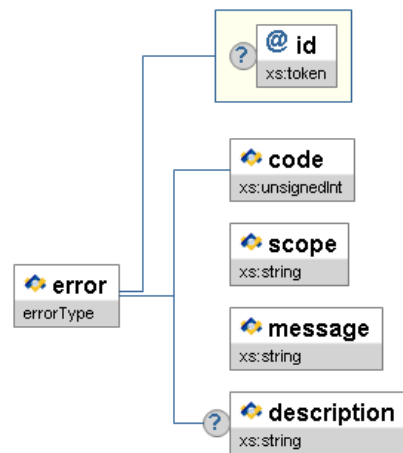 @ id
?
xs:token
code
xs:unsignedInt
scope
xs:string
error
errorType
message
xs:string
? description
xs:string